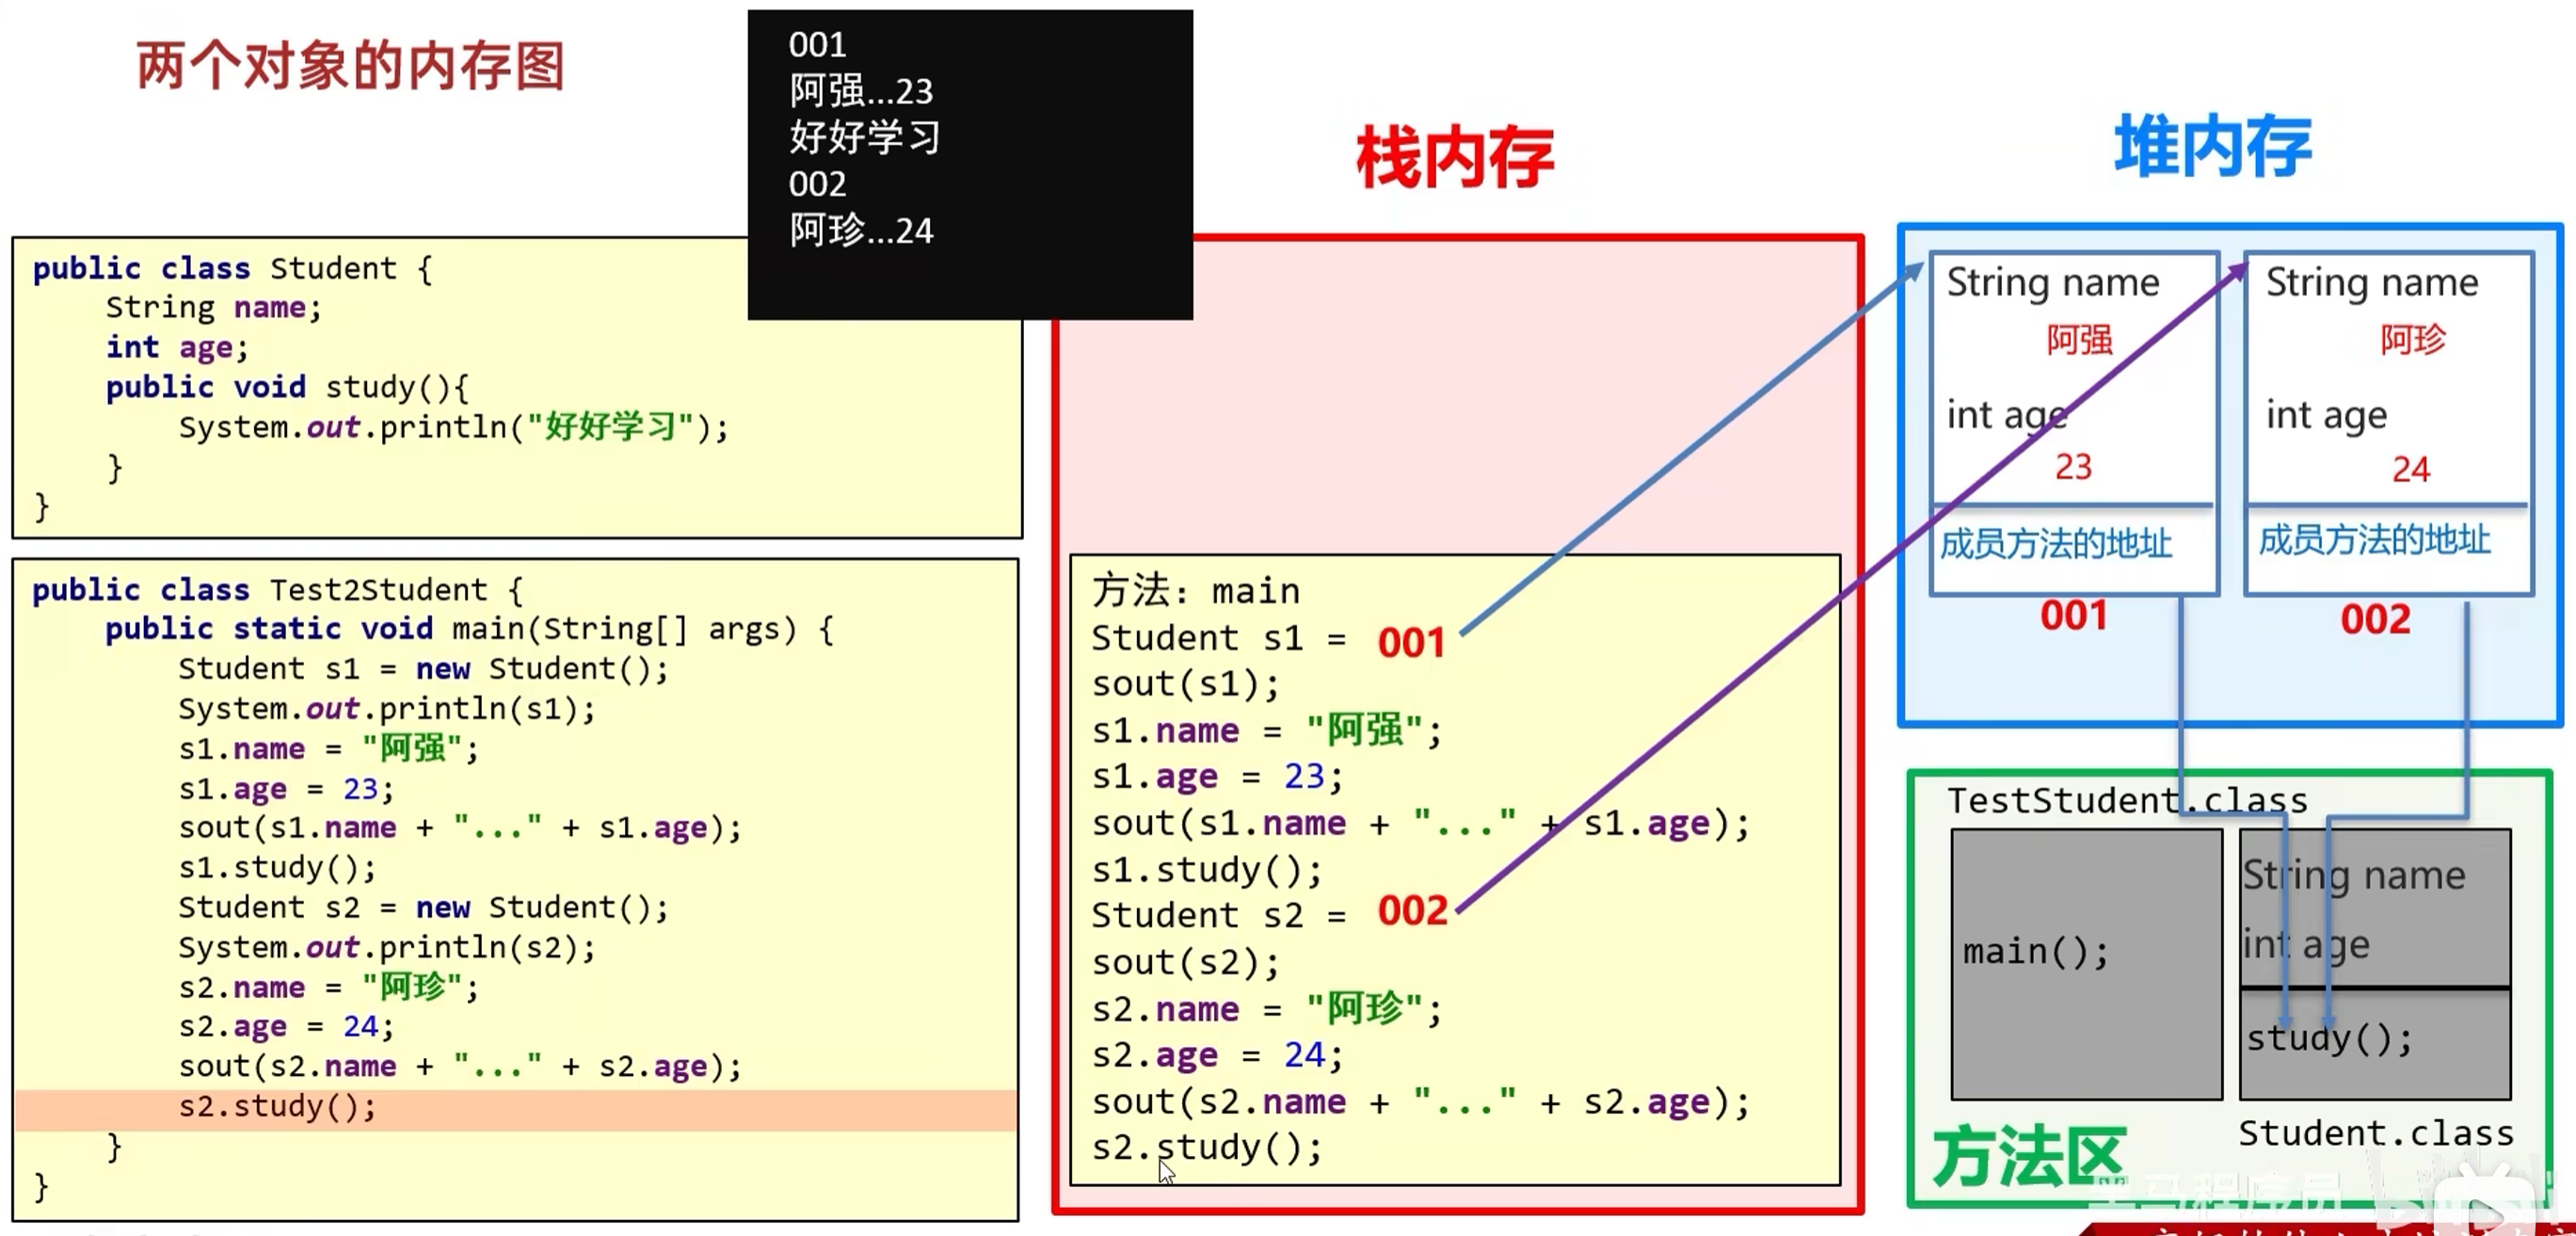 两个对象的内存图
001
阿强...23
好好学习
002
阿珍...24
public class Student {
String name;
int age;
public void study(){
System.out.println("好好学习");
}
}
public class Test2Student {
public static void main(String[] args) {
Student s1 = new Student();
System.out.println(s1);
s1.name = "阿强";
s1.age = 23;
sout(s1.name + "..." + s1.age);
s1.study();
Student s2 = new Student();
System.out.println(s2);
s2.name = "阿珍";
s2.age = 24;
sout(s2.name + "..." + s2.age);
s2.study();
}
}
栈内存
方法: main
Student s1 = 001
sout(s1);
s1.name = "阿强";
s1.age = 23;
sout(s1.name + "..." + s1.age);
s1.study();
Student s2 = 002
sout(s2);
s2.name = "阿珍";
s2.age = 24;
sout(s2.name + "..." + s2.age);
s2.study();
堆内存
String name
阿强
int age
23
成员方法的地址
001
String name
阿珍
int age
24
成员方法的地址
002
TestStudent.class
main();
String name
int age
study();
Student.class
方法区
黑马程序员